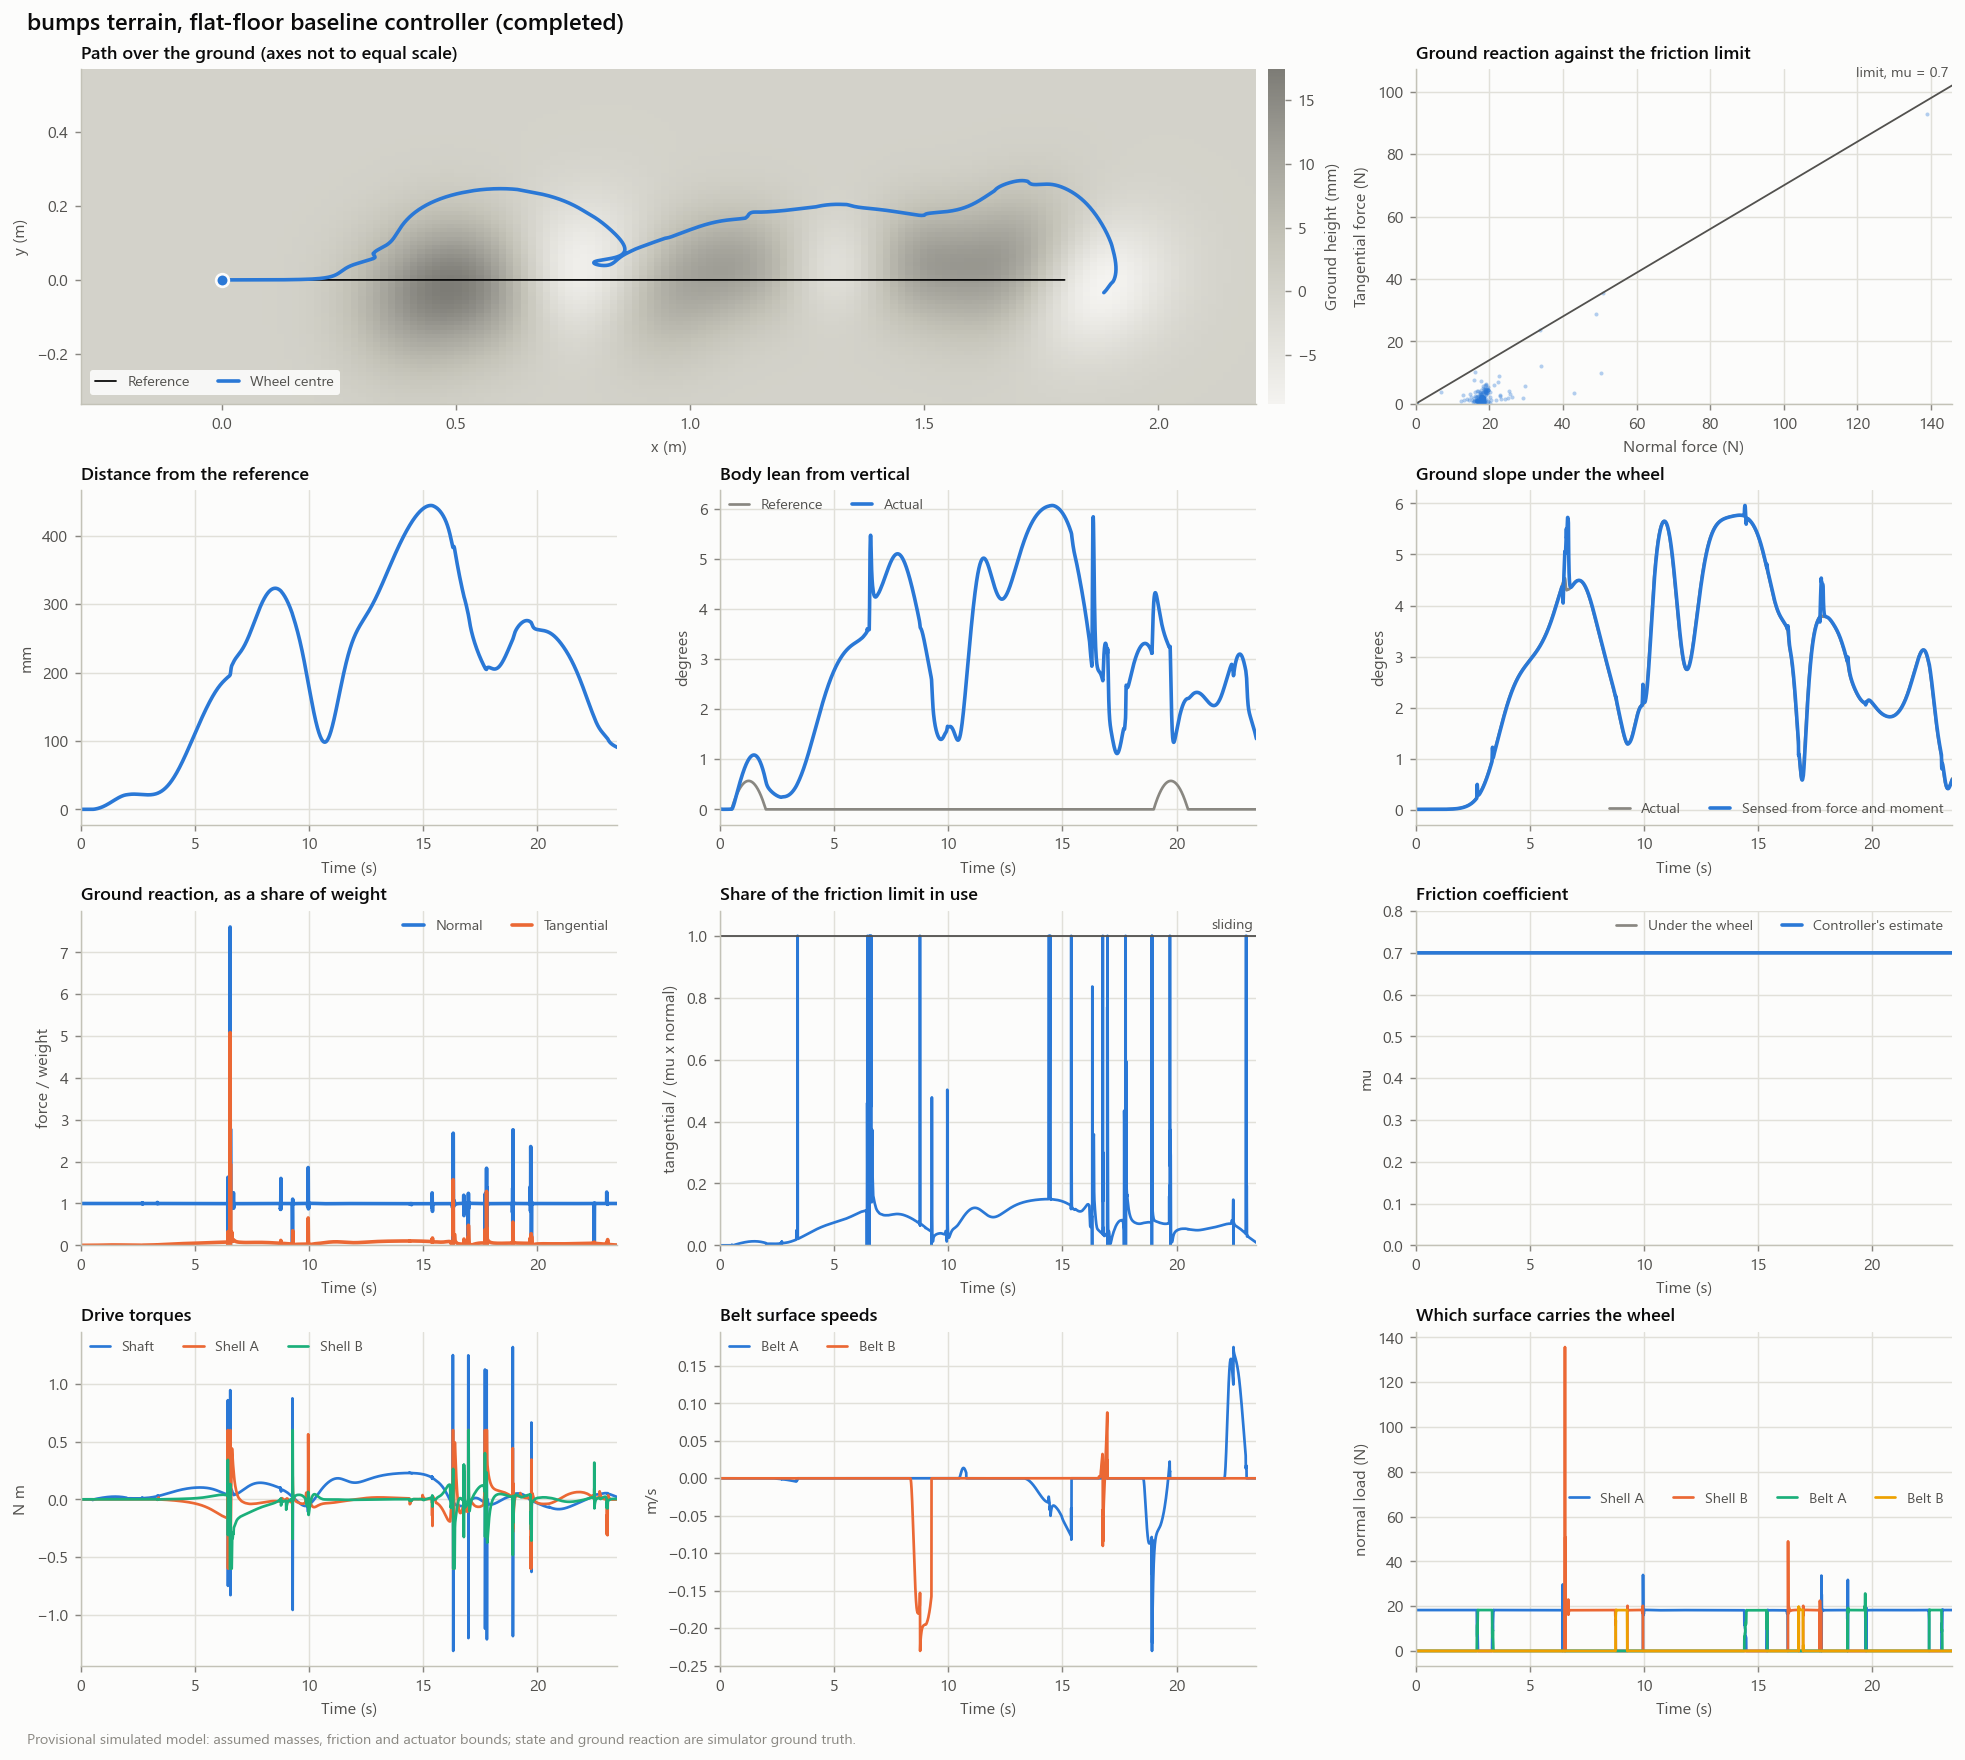 bumps terrain, flat-floor baseline controller (completed)
Path over the ground (axes not to equal scale)
y (m)
0.4
0.2
0.0
−0.2
Reference
Wheel centre
0.0
0.5
1.0
1.5
2.0
x (m)
15
10
5
0
−5
Ground height (mm)
Ground reaction against the friction limit
limit, mu = 0.7
Tangential force (N)
100
80
60
40
20
0
0
20
40
60
80
100
120
140
Normal force (N)
Distance from the reference
mm
400
300
200
100
0
0
5
10
15
20
Time (s)
Body lean from vertical
Reference
Actual
degrees
6
5
4
3
2
1
0
0
5
10
15
20
Time (s)
Ground slope under the wheel
degrees
6
5
4
3
2
1
0
Actual
Sensed from force and moment
0
5
10
15
20
Time (s)
Ground reaction, as a share of weight
Normal
Tangential
force / weight
7
6
5
4
3
2
1
0
0
5
10
15
20
Time (s)
Share of the friction limit in use
sliding
tangential / (mu x normal)
1.0
0.8
0.6
0.4
0.2
0.0
0
5
10
15
20
Time (s)
Friction coefficient
Under the wheel
Controller's estimate
mu
0.8
0.7
0.6
0.5
0.4
0.3
0.2
0.1
0.0
0
5
10
15
20
Time (s)
Drive torques
Shaft
Shell A
Shell B
N m
1.0
0.5
0.0
−0.5
−1.0
0
5
10
15
20
Time (s)
Belt surface speeds
Belt A
Belt B
m/s
0.15
0.10
0.05
0.00
−0.05
−0.10
−0.15
−0.20
−0.25
0
5
10
15
20
Time (s)
Which surface carries the wheel
normal load (N)
140
120
100
80
60
40
20
0
Shell A
Shell B
Belt A
Belt B
0
5
10
15
20
Time (s)
Provisional simulated model: assumed masses, friction and actuator bounds; state and ground reaction are simulator ground truth.